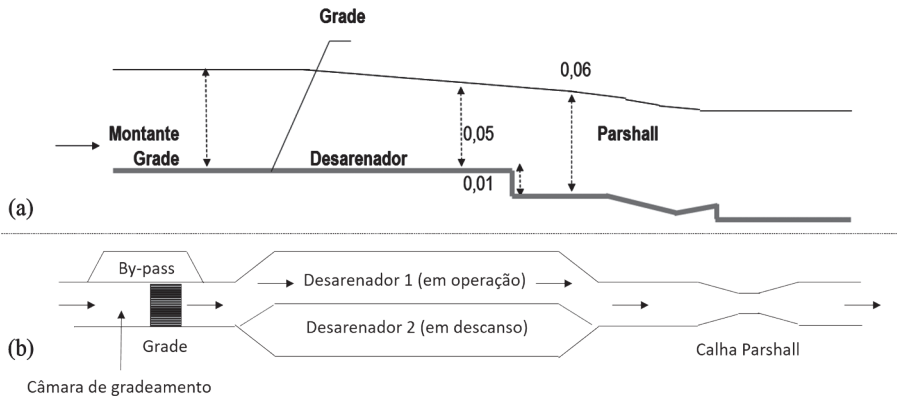 Grade
0,06
Montante
Grade
0,05
Desarenador
Parshall
0,01
(a)
By-pass
Desarenador 1 (em operação)
Desarenador 2 (em descanso)
(b)
Grade
Calha Parshall
Câmara de gradeamento